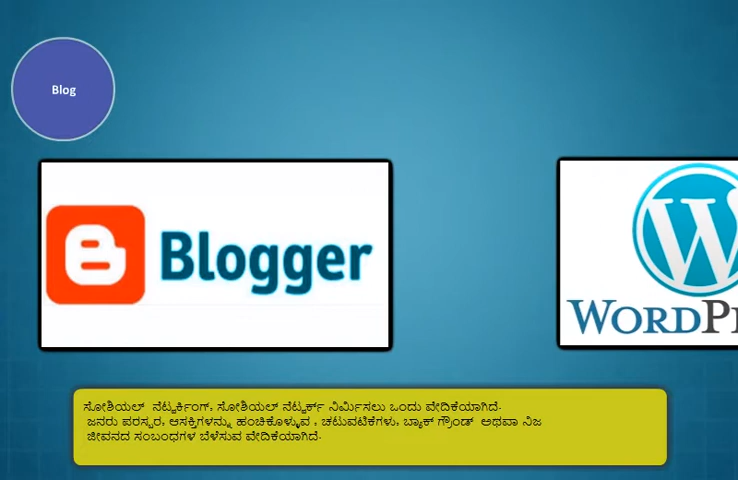 Blog
Blogger
WORDPR
ಸೋಶಿಯಲ್ ನೆಟ್ವರ್ಕಿಂಗ್, ಸೋಶಿಯಲ್ ನೆಟ್ವರ್ಕ್ ನಿರ್ಮಿಸಲು ಒಂದು ವೇದಿಕೆಯಾಗಿದೆ.
ಜನರು ಪರಸ್ಪರ, ಆಸಕ್ತಿಗಳನ್ನು ಹಂಚಿಕೊಳ್ಳುವ , ಚಟುವಟಿಕೆಗಳು, ಬ್ಯಾಕ್ ಗ್ರೌಂಡ್ ಅಥವಾ ನಿಜ
ಜೀವನದ ಸಂಬಂಧಗಳ ಬೆಳೆಸುವ ವೇದಿಕೆಯಾಗಿದೆ.